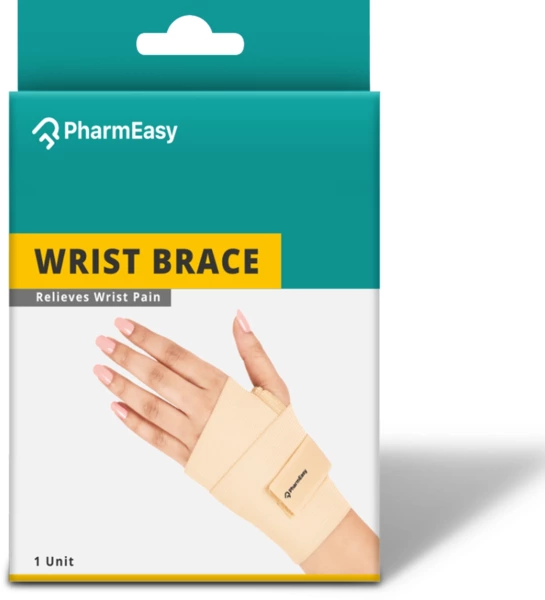 PharmEasy
WRIST BRACE
Relieves Wrist Pain
PharmEasy
1 Unit